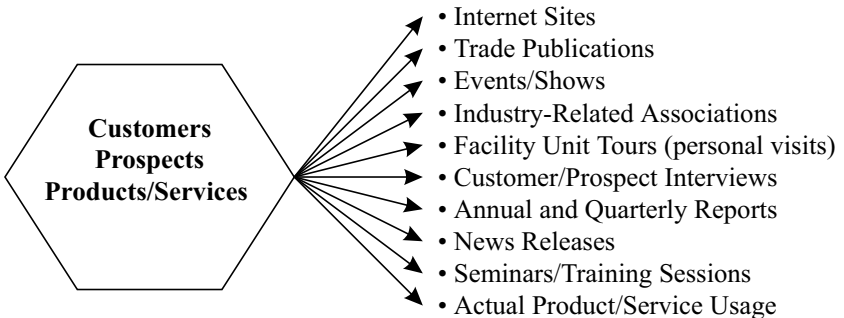 Customers
Prospects
Products/Services
• Internet Sites
• Trade Publications
• Events/Shows
• Industry-Related Associations
• Facility Unit Tours (personal visits)
• Customer/Prospect Interviews
• Annual and Quarterly Reports
• News Releases
• Seminars/Training Sessions
• Actual Product/Service Usage